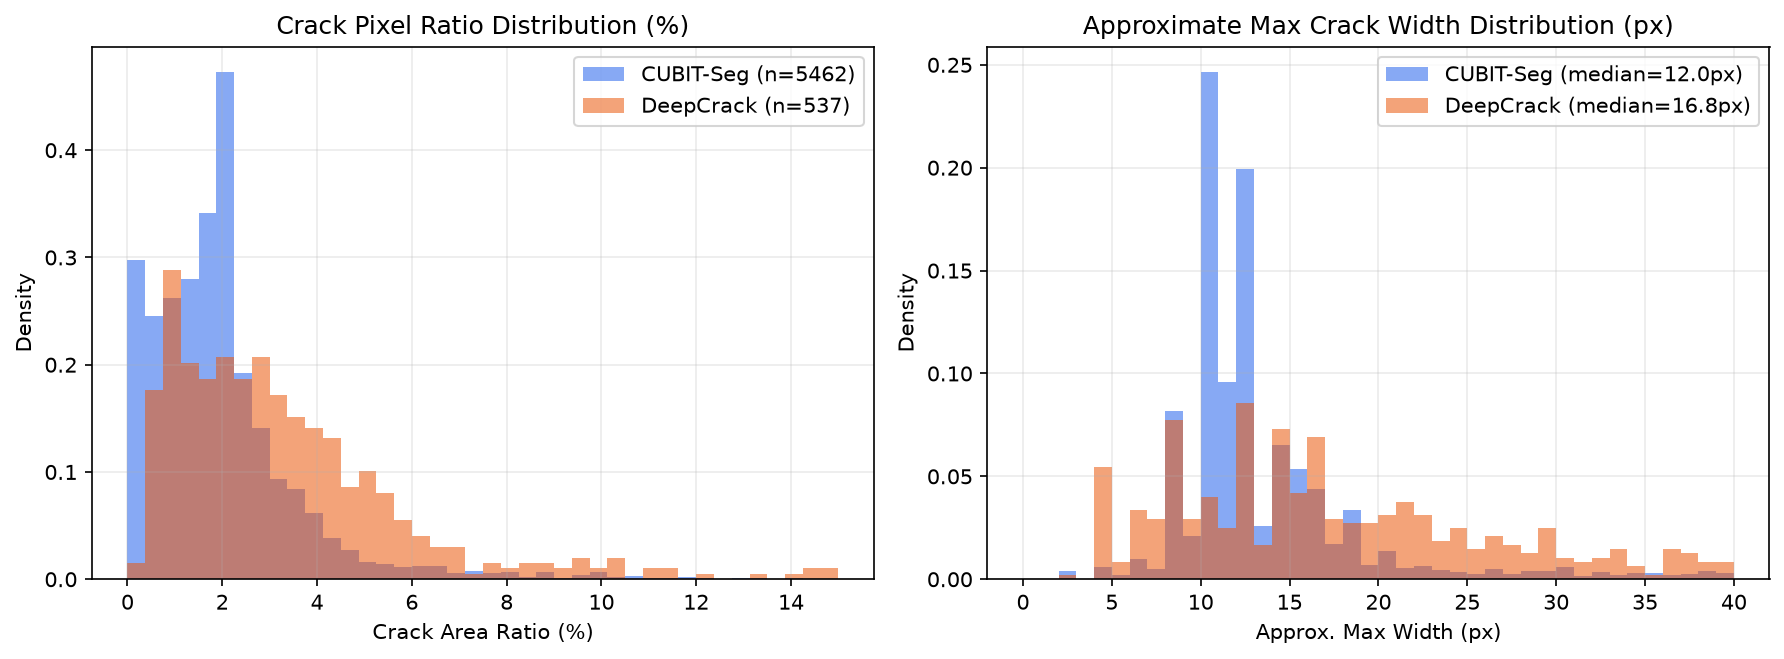 Crack Pixel Ratio Distribution (%)
CUBIT-Seg (n=5462)
DeepCrack (n=537)
Density
0.4
0.3
0.2
0.1
0.0
0 2 4 6 8 10 12 14
Crack Area Ratio (%)
Approximate Max Crack Width Distribution (px)
CUBIT-Seg (median=12.0px)
DeepCrack (median=16.8px)
Density
0.25
0.20
0.15
0.10
0.05
0.00
0 5 10 15 20 25 30 35 40
Approx. Max Width (px)